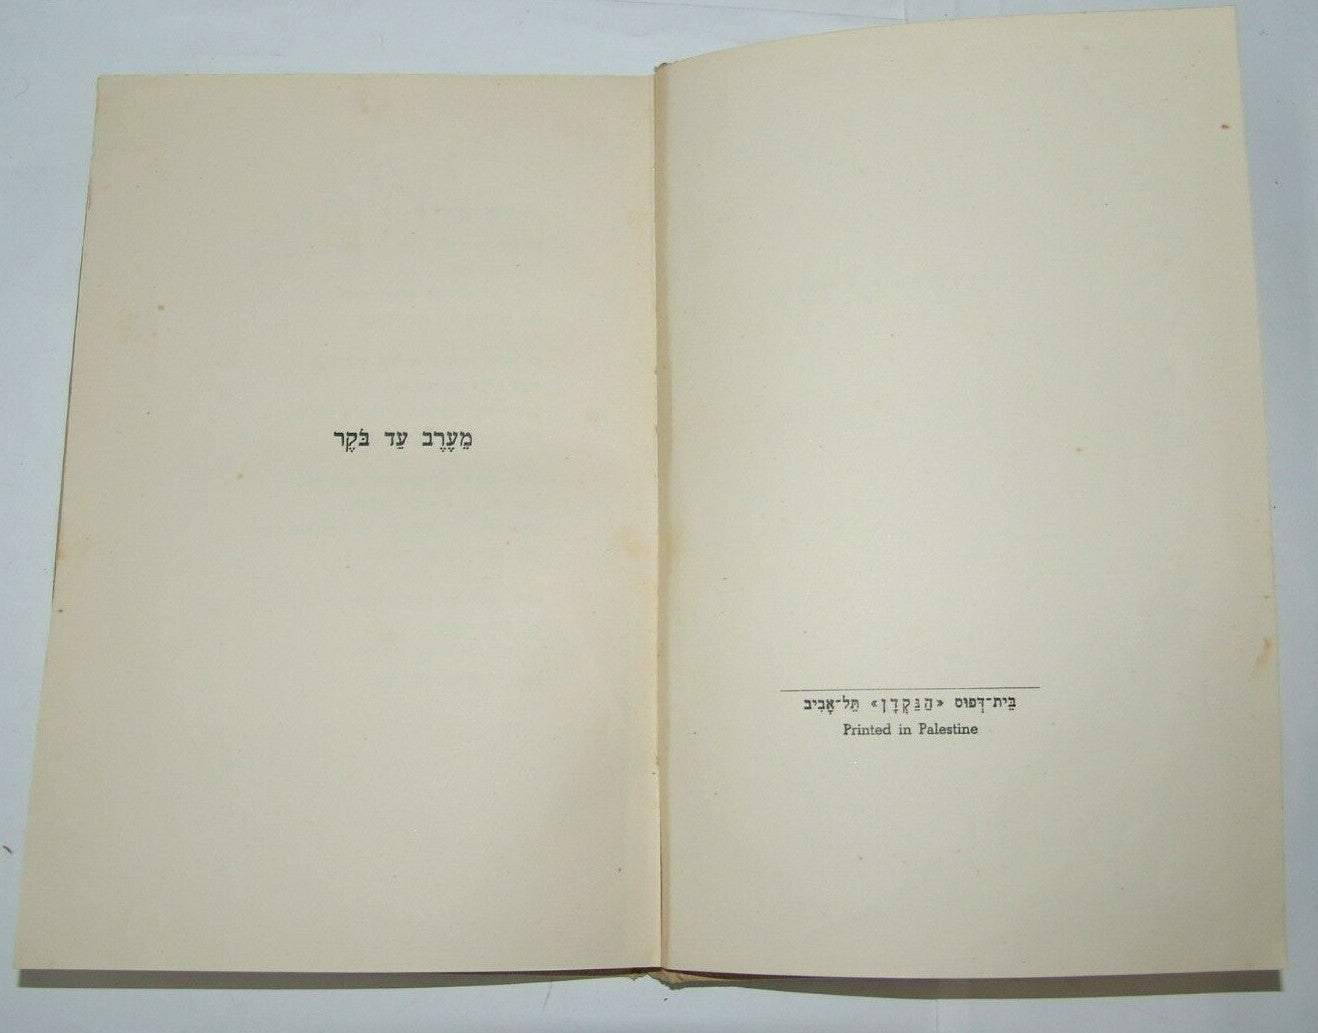 בֵּית־דְּפוּס «הַנַּקְדָן» תֵּל־אָבִיב
Printed in Palestine
מֵעֶרֶב עַד בֹּקֶר